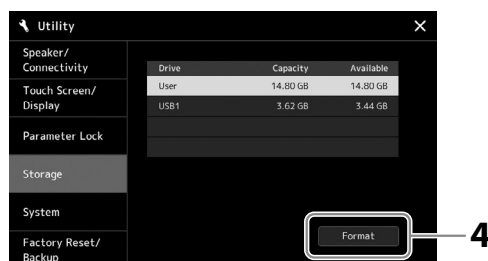 Utility
Speaker/
Connectivity
Touch Screen/
Display
Parameter Lock
Storage
System
Factory Reset/
Backup
Drive Capacity Available
User 14.80 GB 14.80 GB
USB1 3.62 GB 3.44 GB
Format
4